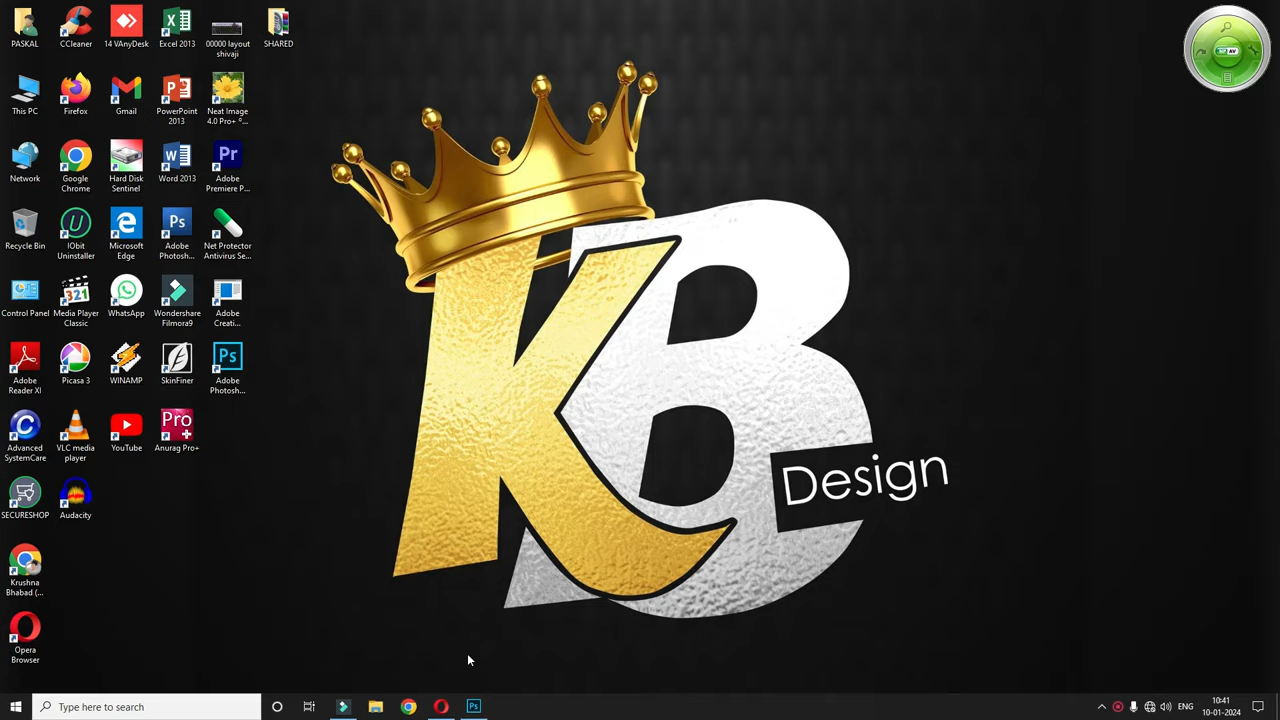 PASKAL
CCleaner
14 VAnyDesk
Excel 2013
00000 layout
shivaji
SHARED
This PC
Firefox
Gmail
PowerPoint
2013
Neat Image
4.0 Pro+ º...
Network
Google
Chrome
Hard Disk
Sentinel
Word 2013
Adobe
Premiere P...
Recycle Bin
IObit
Uninstaller
Microsoft
Edge
Adobe
Photosh...
Net Protector
Antivirus Se...
Control Panel
Media Player
Classic
WhatsApp
Wondershare
Filmora9
Adobe
Creati...
Adobe
Reader XI
Picasa 3
WINAMP
SkinFiner
Adobe
Photosh...
Advanced
SystemCare
VLC media
player
YouTube
Pro
Anurag Pro+
SECURESHOP
Audacity
Krushna
Bhabad (...
Opera
Browser
KB
Design
Type here to search
ENG
10:41
10-01-2024